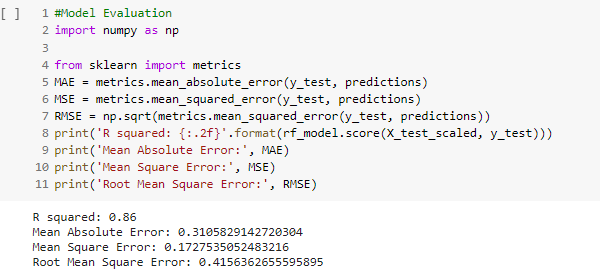 [ ]
1 #Model Evaluation
2 import numpy as np
3
4 from sklearn import metrics
5 MAE = metrics.mean_absolute_error(y_test, predictions)
6 MSE = metrics.mean_squared_error(y_test, predictions)
7 RMSE = np.sqrt(metrics.mean_squared_error(y_test, predictions))
8 print('R squared: {:.2f}'.format(rf_model.score(X_test_scaled, y_test)))
9 print('Mean Absolute Error:', MAE)
10 print('Mean Square Error:', MSE)
11 print('Root Mean Square Error:', RMSE)
R squared: 0.86
Mean Absolute Error: 0.3105829142720304
Mean Square Error: 0.1727535052483216
Root Mean Square Error: 0.4156362655595895